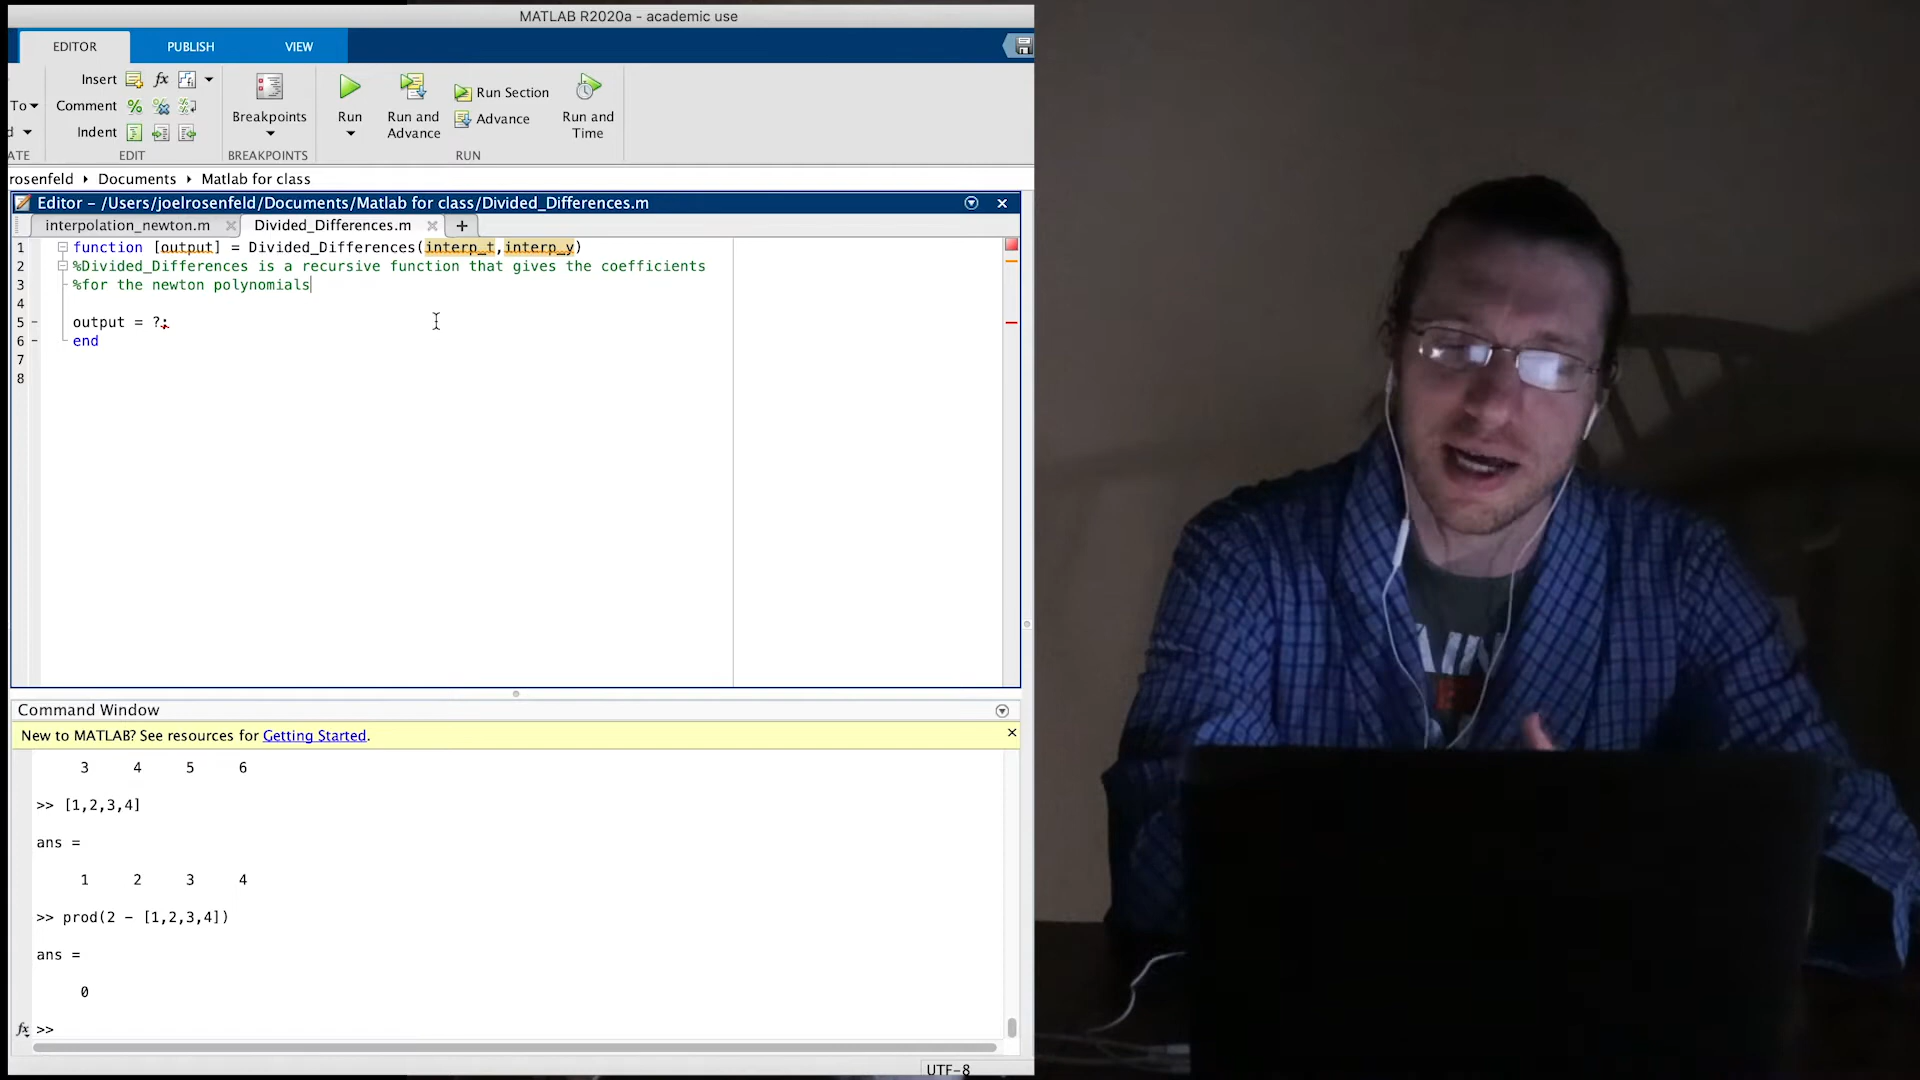 MATLAB R2020a - academic use
EDITOR PUBLISH VIEW
Insert fx
To Comment
d Indent
Breakpoints
Run
Run and Advance
Run Section
Advance
Run and Time
ATE EDIT BREAKPOINTS RUN
rosenfeld Documents Matlab for class
Editor – /Users/joelrosenfeld/Documents/Matlab for class/Divided_Differences.m
interpolation_newton.m Divided_Differences.m +
1 function [output] = Divided_Differences(interp_t,interp_y)
2 %Divided_Differences is a recursive function that gives the coefficients
3 %for the newton polynomials
4
5 – output = ?;
6 – end
7
8
Command Window
New to MATLAB? See resources for Getting Started.
3 4 5 6
>> [1,2,3,4]
ans =
1 2 3 4
>> prod(2 - [1,2,3,4])
ans =
0
fx >>
UTF-8